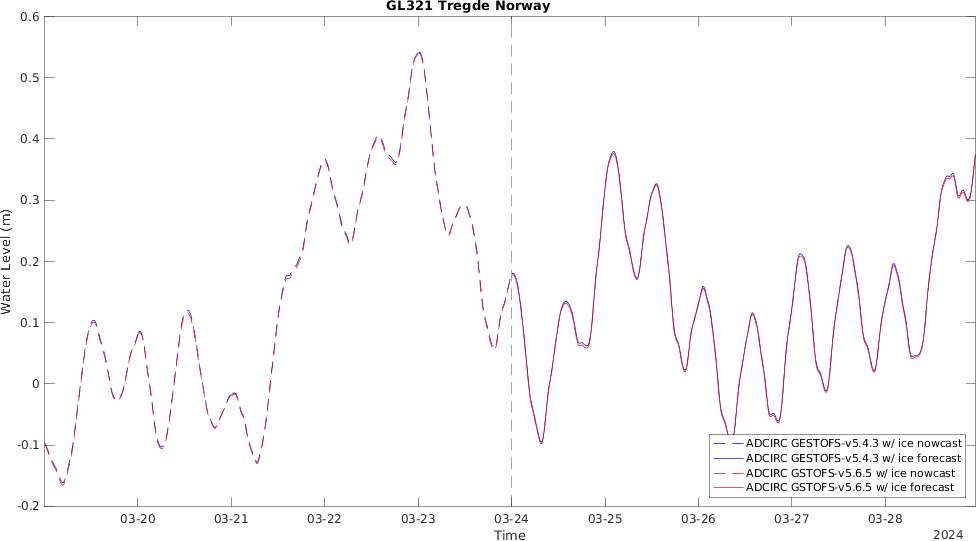 GL321 Tregde Norway
0.6
0.5
0.4
0.3
0.2
0.1
0
-0.1
-0.2
Water Level (m)
ADCIRC GESTOFS-v5.4.3 w/ ice nowcast
ADCIRC GESTOFS-v5.4.3 w/ ice forecast
ADCIRC GSTOFS-v5.6.5 w/ ice nowcast
ADCIRC GSTOFS-v5.6.5 w/ ice forecast
03-20 03-21 03-22 03-23 03-24 03-25 03-26 03-27 03-28
Time
2024